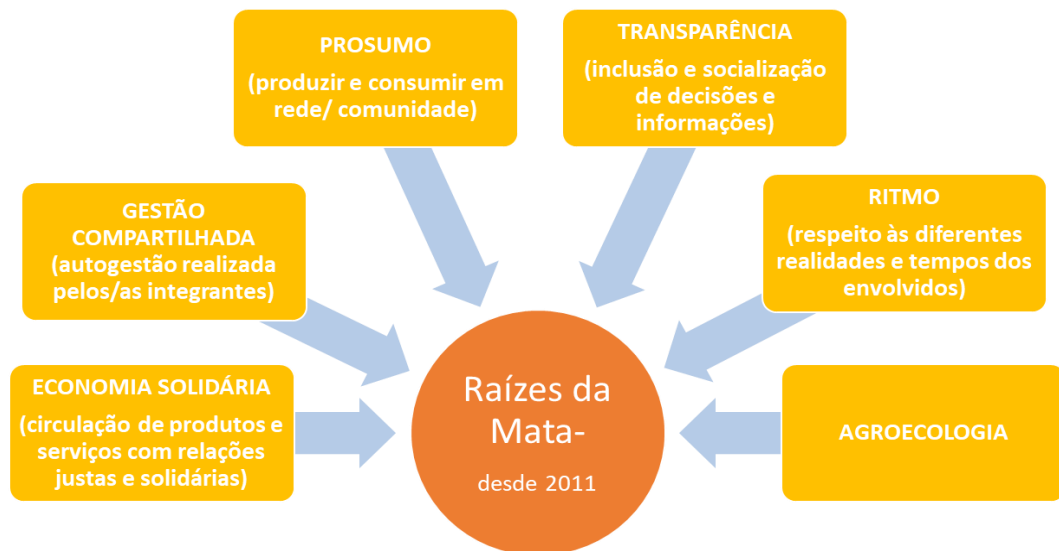 PROSUMO
(produzir e consumir em
rede/ comunidade)
TRANSPARÊNCIA
(inclusão e socialização
de decisões e
informações)
GESTÃO
COMPARTILHADA
(autogestão realizada
pelos/as integrantes)
RITMO
(respeito às diferentes
realidades e tempos dos
envolvidos)
ECONOMIA SOLIDÁRIA
(circulação de produtos e
serviços com relações
justas e solidárias)
Raízes da
Mata-
desde 2011
AGROECOLOGIA